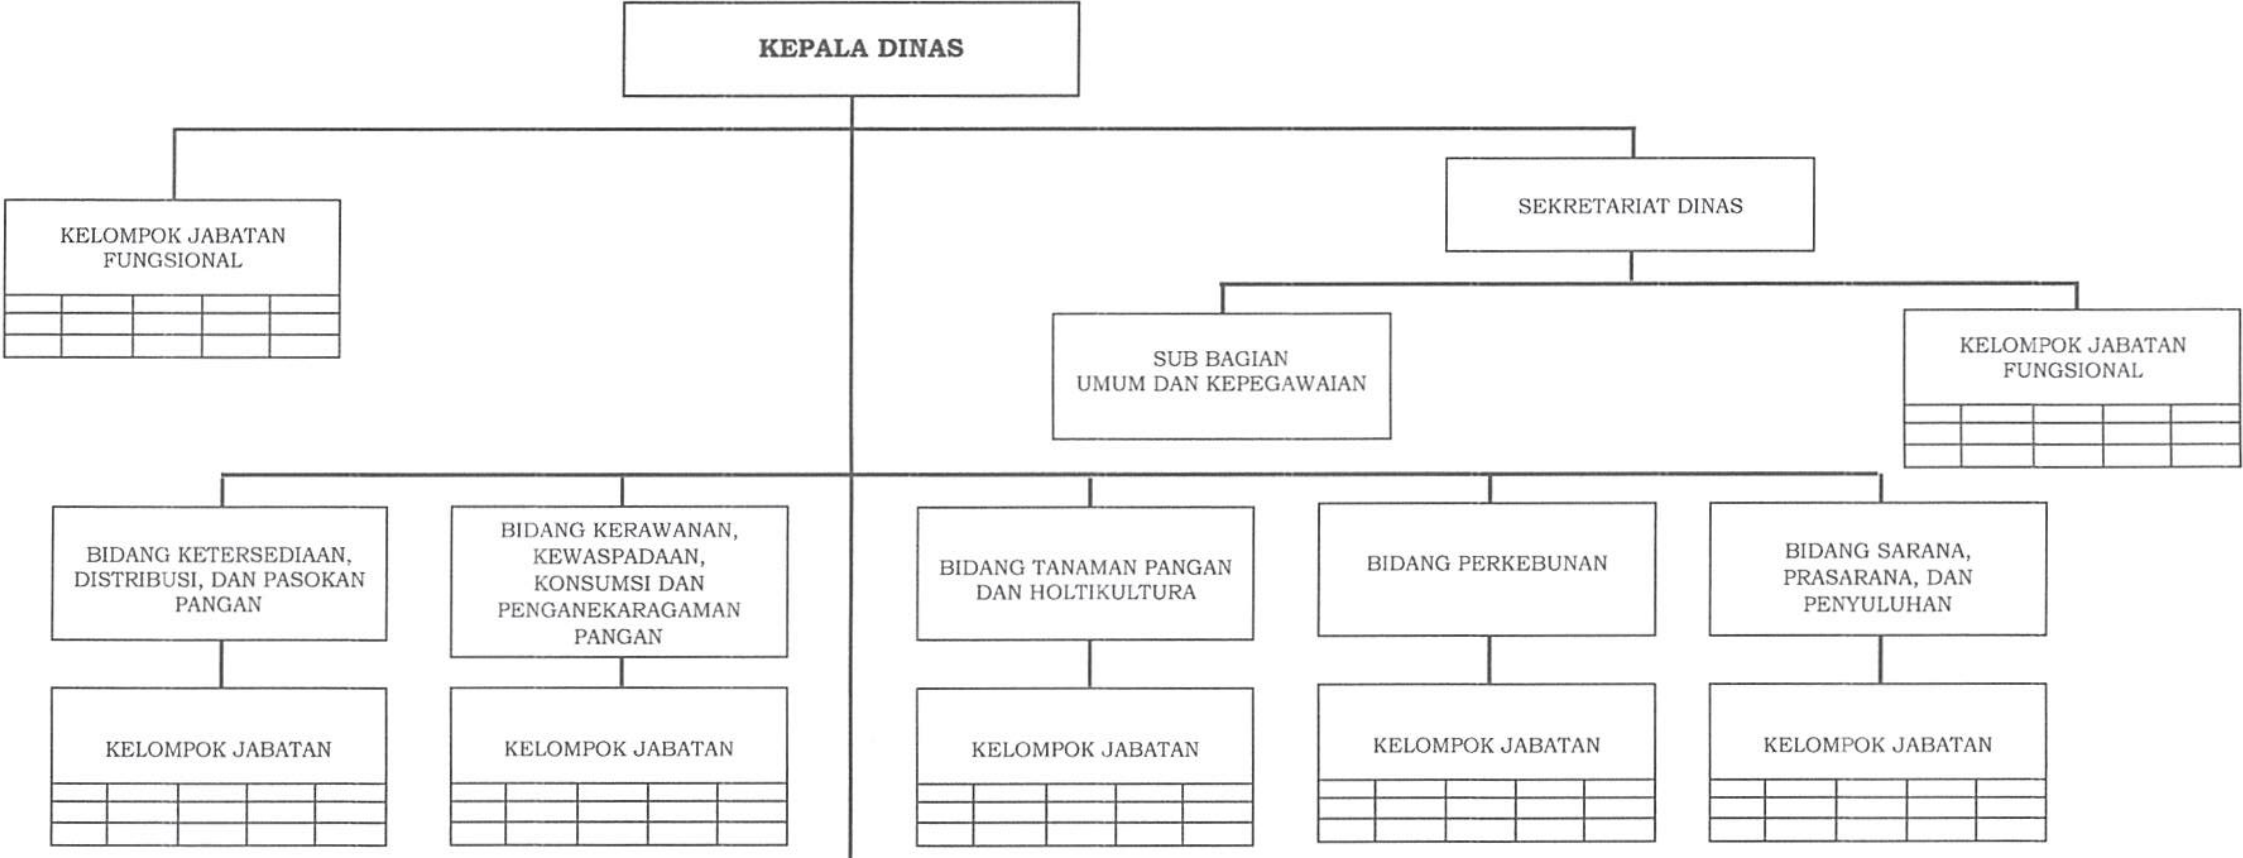 KEPALA DINAS
SEKRETARIAT DINAS
KELOMPOK JABATAN
FUNGSIONAL
SUB BAGIAN
UMUM DAN KEPEGAWAIAN
KELOMPOK JABATAN
FUNGSIONAL
BIDANG KETERSEDIAAN,
DISTRIBUSI, DAN PASOKAN
PANGAN
BIDANG KERAWANAN,
KEWASPADAAN,
KONSUMSI DAN
PENGANEKARAGAMAN
PANGAN
BIDANG TANAMAN PANGAN
DAN HOLTIKULTURA
BIDANG PERKEBUNAN
BIDANG SARANA,
PRASARANA, DAN
PENYULUHAN
KELOMPOK JABATAN
KELOMPOK JABATAN
KELOMPOK JABATAN
KELOMPOK JABATAN
KELOMPOK JABATAN